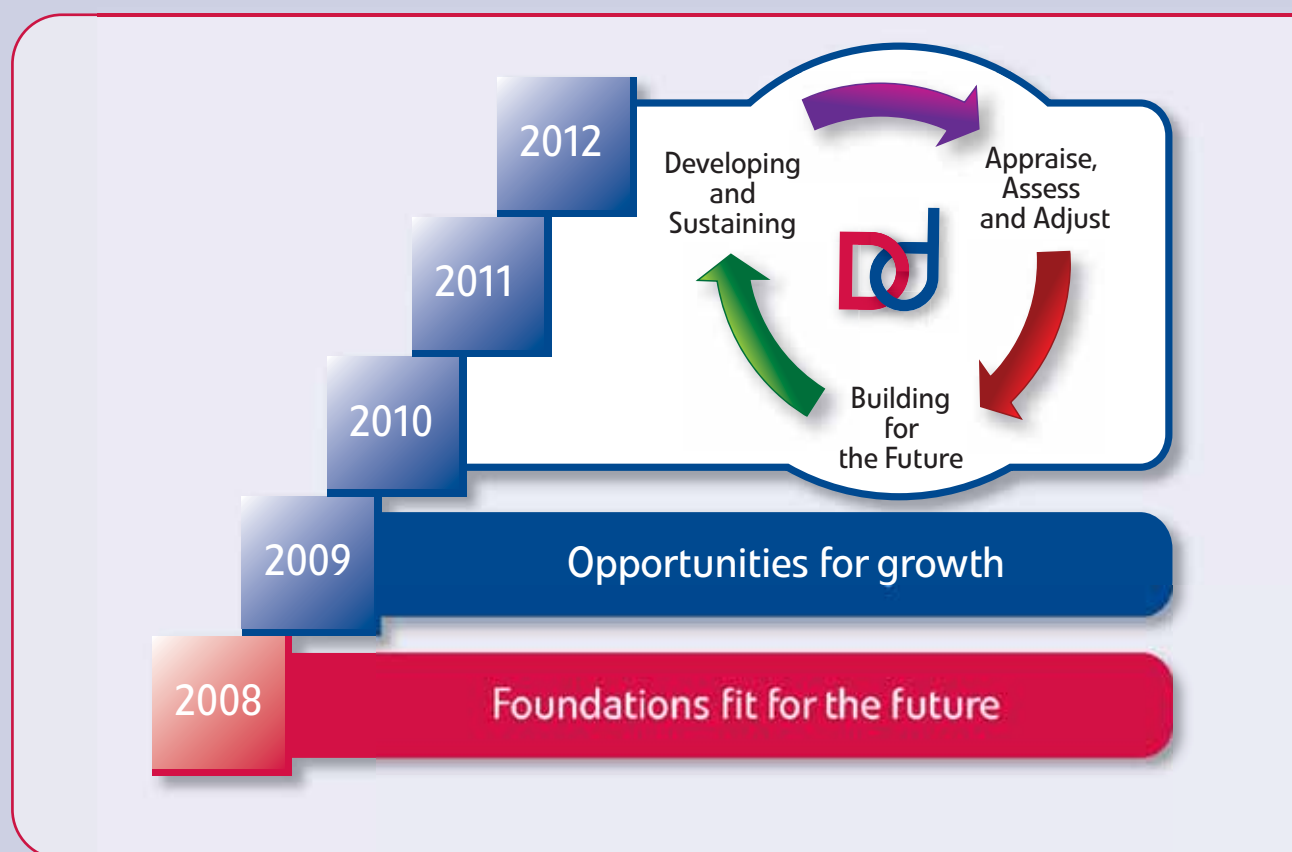 2012
Developing
and
Sustaining
Appraise,
Assess
and Adjust
Dd
2011
2010
Building
for
the Future
2009
Opportunities for growth
2008
Foundations fit for the future